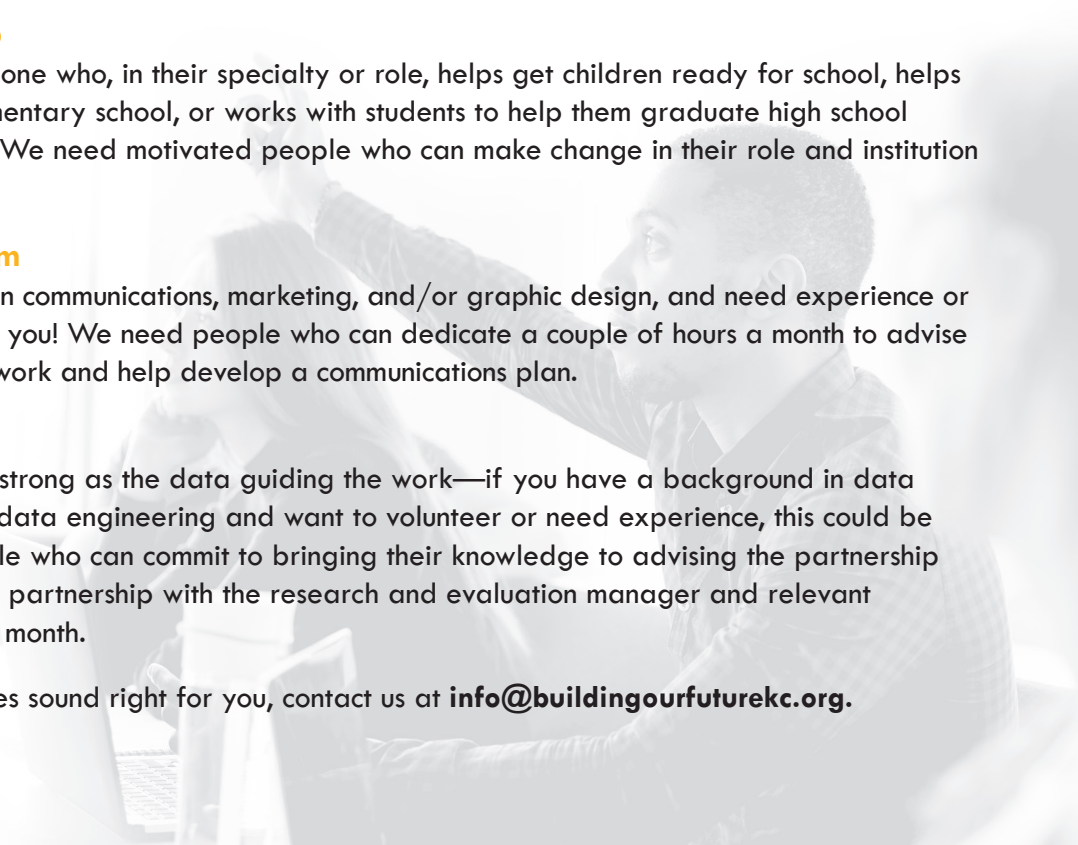 one who, in their specialty or role, helps get children ready for school, helps
mentary school, or works with students to help them graduate high school
We need motivated people who can make change in their role and institution
m
n communications, marketing, and/or graphic design, and need experience or
you! We need people who can dedicate a couple of hours a month to advise
work and help develop a communications plan.
strong as the data guiding the work—if you have a background in data
data engineering and want to volunteer or need experience, this could be
le who can commit to bringing their knowledge to advising the partnership
partnership with the research and evaluation manager and relevant
month.
es sound right for you, contact us at info@buildingourfuturekc.org.